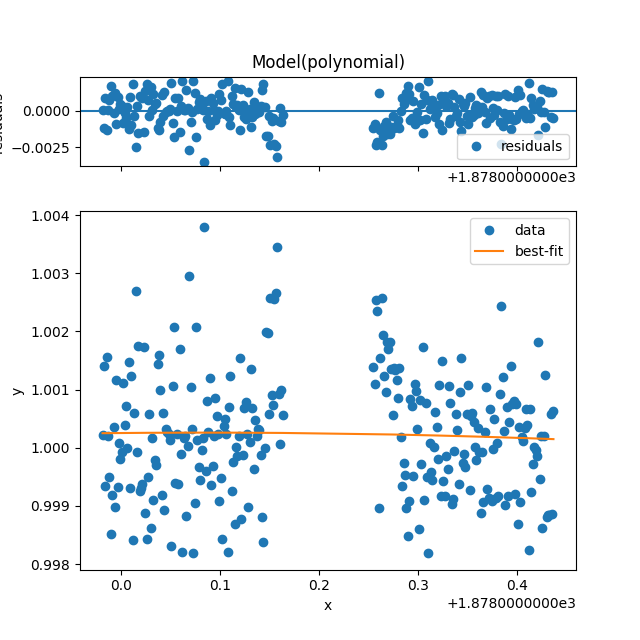 Model(polynomial)
0.0000
−0.0025
residuals
residuals
+1.8780000000e3
1.004
1.003
1.002
1.001
1.000
0.999
0.998
y
data
best-fit
0.0
0.1
0.2
0.3
0.4
x
+1.8780000000e3